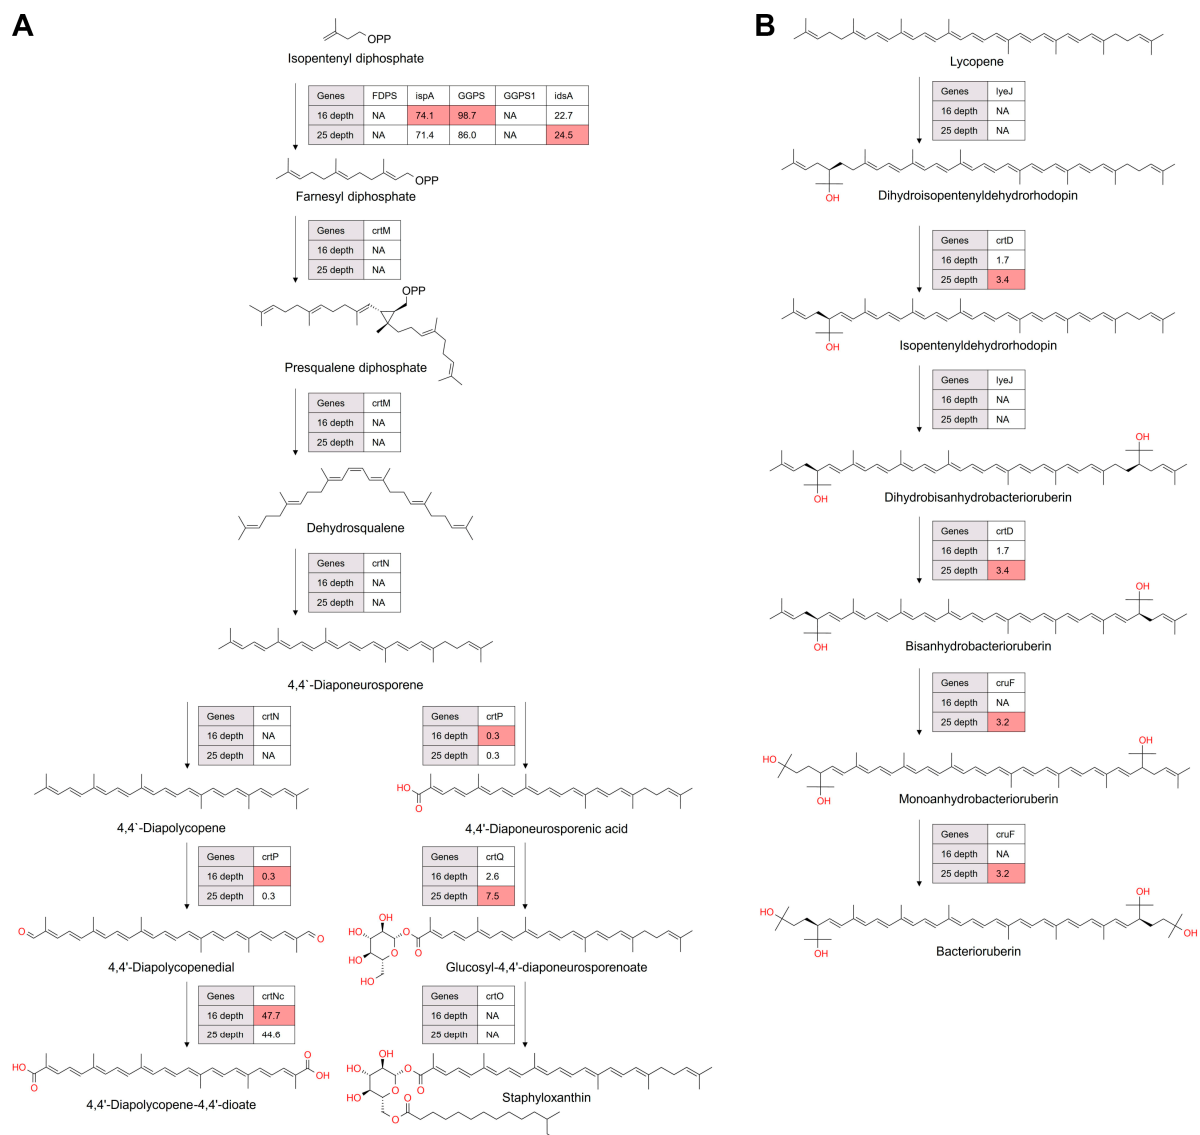 A
OPP
Isopentenyl diphosphate
Genes FDPS ispA GGPS GGPS1 idsA
16 depth NA 74.1 98.7 NA 22.7
25 depth NA 71.4 86.0 NA 24.5
OPP
Farnesyl diphosphate
Genes crtM
16 depth NA
25 depth NA
OPP
Presqualene diphosphate
Genes crtM
16 depth NA
25 depth NA
Dehydrosqualene
Genes crtN
16 depth NA
25 depth NA
4,4`-Diaponeurosporene
Genes crtN
16 depth NA
25 depth NA
4,4`-Diapolycopene
Genes crtP
16 depth 0.3
25 depth 0.3
O O
4,4'-Diapolycopenedial
Genes crtNc
16 depth 47.7
25 depth 44.6
HO O O OH
4,4'-Diapolycopene-4,4'-dioate
Genes crtP
16 depth 0.3
25 depth 0.3
HO O
4,4'-Diaponeurosporenic acid
Genes crtQ
16 depth 2.6
25 depth 7.5
OH
HO O
HO O O
HO
Glucosyl-4,4'-diaponeurosporenoate
Genes crtO
16 depth NA
25 depth NA
OH
HO O
HO O O
O
O
Staphyloxanthin
B
Lycopene
Genes lyeJ
16 depth NA
25 depth NA
OH
Dihydroisopentenyldehydrorhodopin
Genes crtD
16 depth 1.7
25 depth 3.4
OH
Isopentenyldehydrorhodopin
Genes lyeJ
16 depth NA
25 depth NA
OH
OH
Dihydrobisanhydrobacterioruberin
Genes crtD
16 depth 1.7
25 depth 3.4
OH
OH
Bisanhydrobacterioruberin
Genes cruF
16 depth NA
25 depth 3.2
OH
HO
OH
Monoanhydrobacterioruberin
Genes cruF
16 depth NA
25 depth 3.2
OH
HO
OH
OH
Bacterioruberin